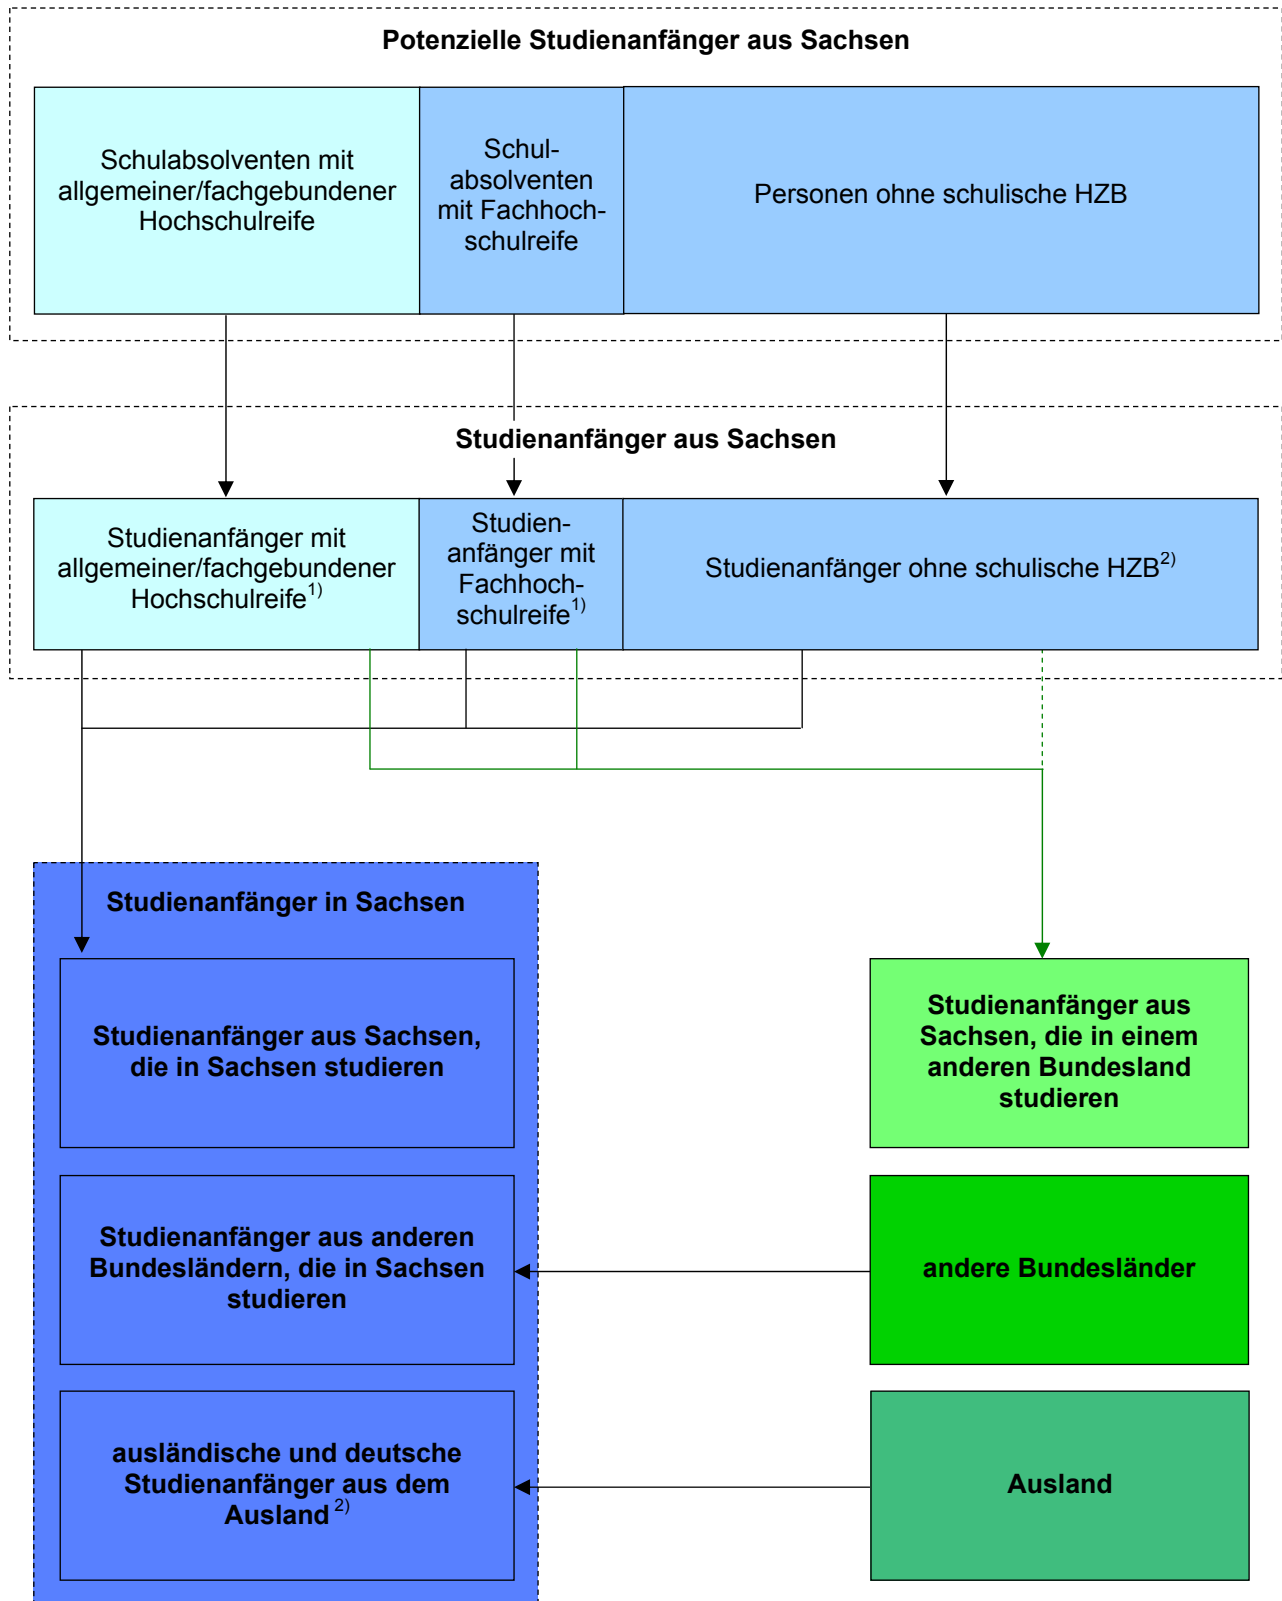 Potenzielle Studienanfänger aus Sachsen
Schulabsolventen mit
allgemeiner/fachgebundener
Hochschulreife
Schul-
absolventen
mit Fachhoch-
schulreife
Personen ohne schulische HZB
Studienanfänger aus Sachsen
Studienanfänger mit
allgemeiner/fachgebundener
Hochschulreife1)
Studien-
anfänger mit
Fachhoch-
schulreife1)
Studienanfänger ohne schulische HZB2)
Studienanfänger in Sachsen
Studienanfänger aus Sachsen,
die in Sachsen studieren
Studienanfänger aus
Sachsen, die in einem
anderen Bundesland
studieren
Studienanfänger aus anderen
Bundesländern, die in Sachsen
studieren
andere Bundesländer
ausländische und deutsche
Studienanfänger aus dem
Ausland 2)
Ausland